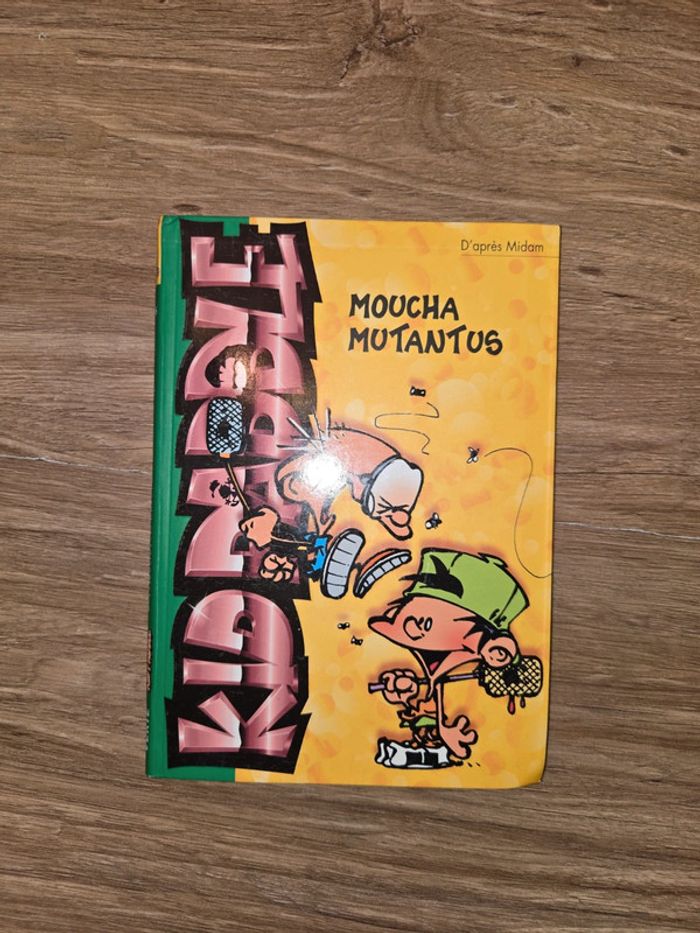 D'après Midam
MOUCHA
MUTANTUS
KID PADDLE